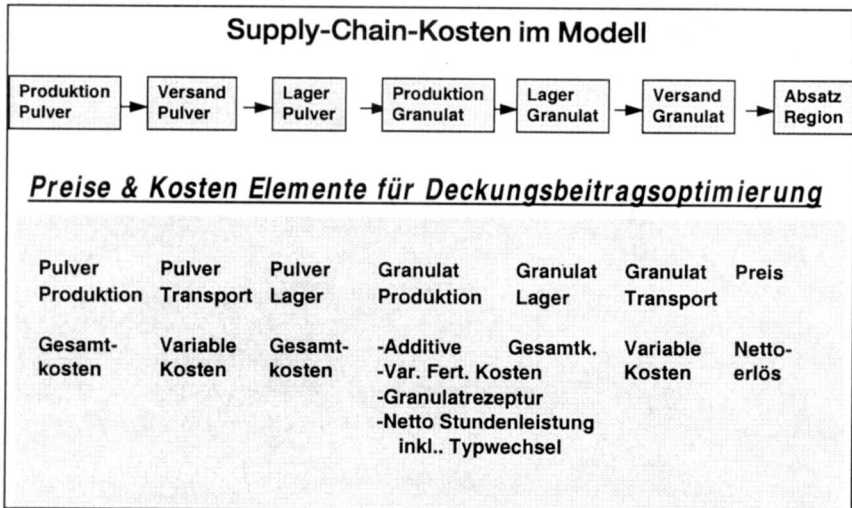 Supply-Chain-Kosten im Modell
Produktion Versand Lager Produktion Lager Versand Absatz
Pulver Pulver Pulver Granulat Granulat Granulat Region
Preise & Kosten Elemente für Deckungsbeitragsoptimierung
Pulver Pulver Pulver Granulat Granulat Granulat Preis
Produktion Transport Lager Produktion Lager Transport
Gesamt- Variable Gesamt- -Additive Gesamtk. Variable Netto-
kosten Kosten kosten -Var. Fert. Kosten Kosten erlös
-Granulatrezeptur
-Netto Stundenleistung
inkl.. Typwechsel